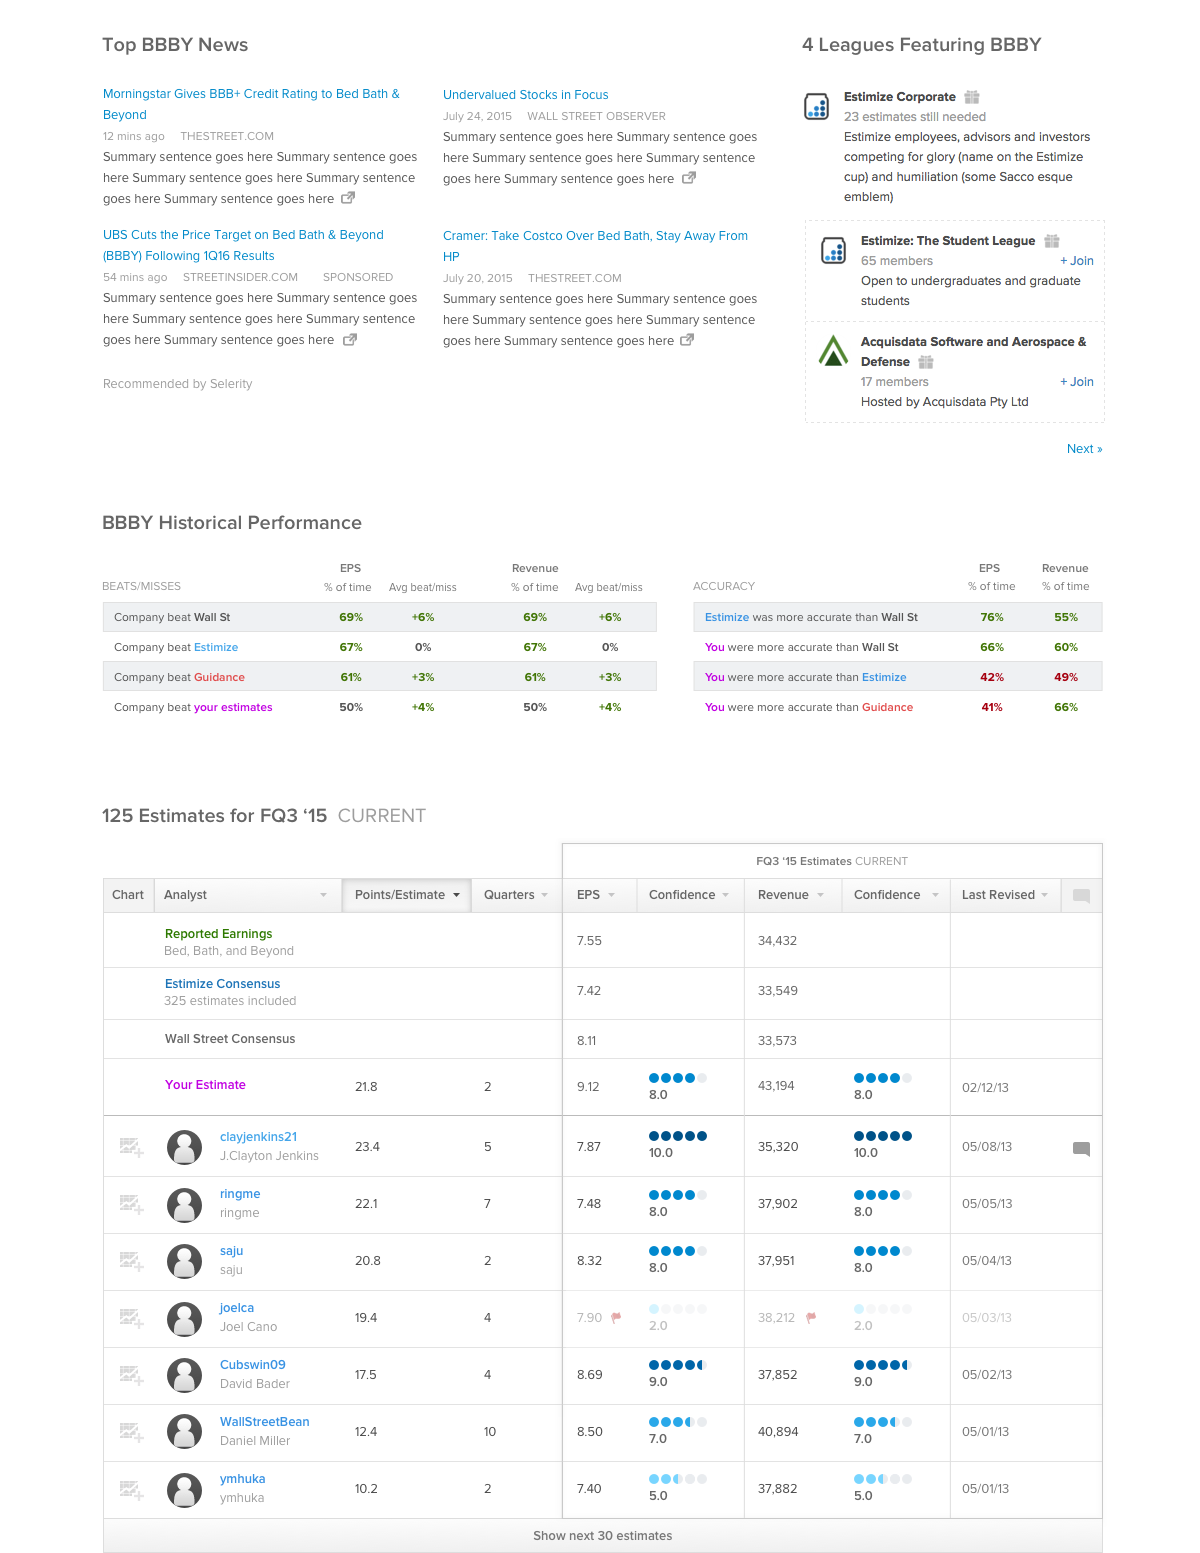 Top BBBY News
Morningstar Gives BBB+ Credit Rating to Bed Bath &
Beyond
12 mins ago THESTREET.COM
Summary sentence goes here Summary sentence goes
here Summary sentence goes here Summary sentence
goes here Summary sentence goes here
UBS Cuts the Price Target on Bed Bath & Beyond
(BBBY) Following 1Q16 Results
54 mins ago STREETINSIDER.COM SPONSORED
Summary sentence goes here Summary sentence goes
here Summary sentence goes here Summary sentence
goes here Summary sentence goes here
Recommended by Selerity
Undervalued Stocks in Focus
July 24, 2015 WALL STREET OBSERVER
Summary sentence goes here Summary sentence goes
here Summary sentence goes here Summary sentence
goes here Summary sentence goes here
Cramer: Take Costco Over Bed Bath, Stay Away From
HP
July 20, 2015 THESTREET.COM
Summary sentence goes here Summary sentence goes
here Summary sentence goes here Summary sentence
goes here Summary sentence goes here
4 Leagues Featuring BBBY
Estimize Corporate
23 estimates still needed
Estimize employees, advisors and investors
competing for glory (name on the Estimize
cup) and humiliation (some Sacco esque
emblem)
Estimize: The Student League
65 members + Join
Open to undergraduates and graduate
students
Acquisdata Software and Aerospace &
Defense
17 members + Join
Hosted by Acquisdata Pty Ltd
Next »
BBBY Historical Performance
EPS Revenue
BEATS/MISSES % of time Avg beat/miss % of time Avg beat/miss
Company beat Wall St 69% +6% 69% +6%
Company beat Estimize 67% 0% 67% 0%
Company beat Guidance 61% +3% 61% +3%
Company beat your estimates 50% +4% 50% +4%
EPS Revenue
ACCURACY % of time % of time
Estimize was more accurate than Wall St 76% 55%
You were more accurate than Wall St 66% 60%
You were more accurate than Estimize 42% 49%
You were more accurate than Guidance 41% 66%
125 Estimates for FQ3 ‘15 CURRENT
FQ3 ‘15 Estimates CURRENT
Chart Analyst Points/Estimate Quarters EPS Confidence Revenue Confidence Last Revised
Reported Earnings
Bed, Bath, and Beyond
7.55 34,432
Estimize Consensus
325 estimates included
7.42 33,549
Wall Street Consensus 8.11 33,573
Your Estimate 21.8 2 9.12 8.0 43,194 8.0 02/12/13
clayjenkins21
J.Clayton Jenkins
23.4 5 7.87 10.0 35,320 10.0 05/08/13
ringme
ringme
22.1 7 7.48 8.0 37,902 8.0 05/05/13
saju
saju
20.8 2 8.32 8.0 37,951 8.0 05/04/13
joelca
Joel Cano
19.4 4 7.90 2.0 38,212 2.0 05/03/13
Cubswin09
David Bader
17.5 4 8.69 9.0 37,852 9.0 05/02/13
WallStreetBean
Daniel Miller
12.4 10 8.50 7.0 40,894 7.0 05/01/13
ymhuka
ymhuka
10.2 2 7.40 5.0 37,882 5.0 05/01/13
Show next 30 estimates